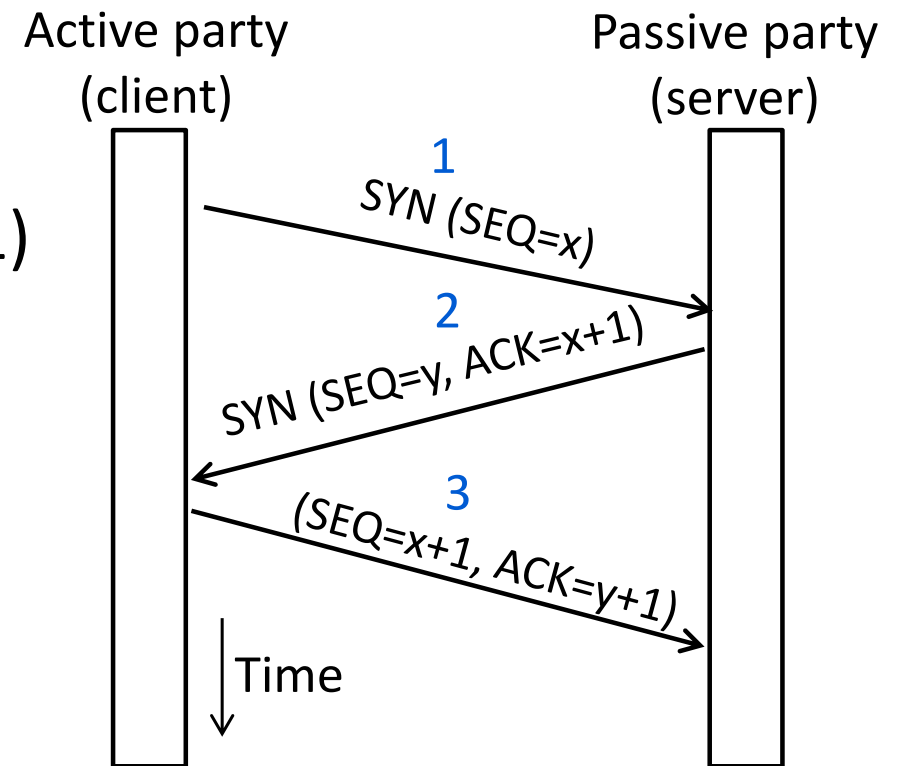 Active party
(client)
Passive party
(server)
1
SYN (SEQ=x)
)
2
SYN (SEQ=y, ACK=x+1)
3
(SEQ=x+1, ACK=y+1)
Time